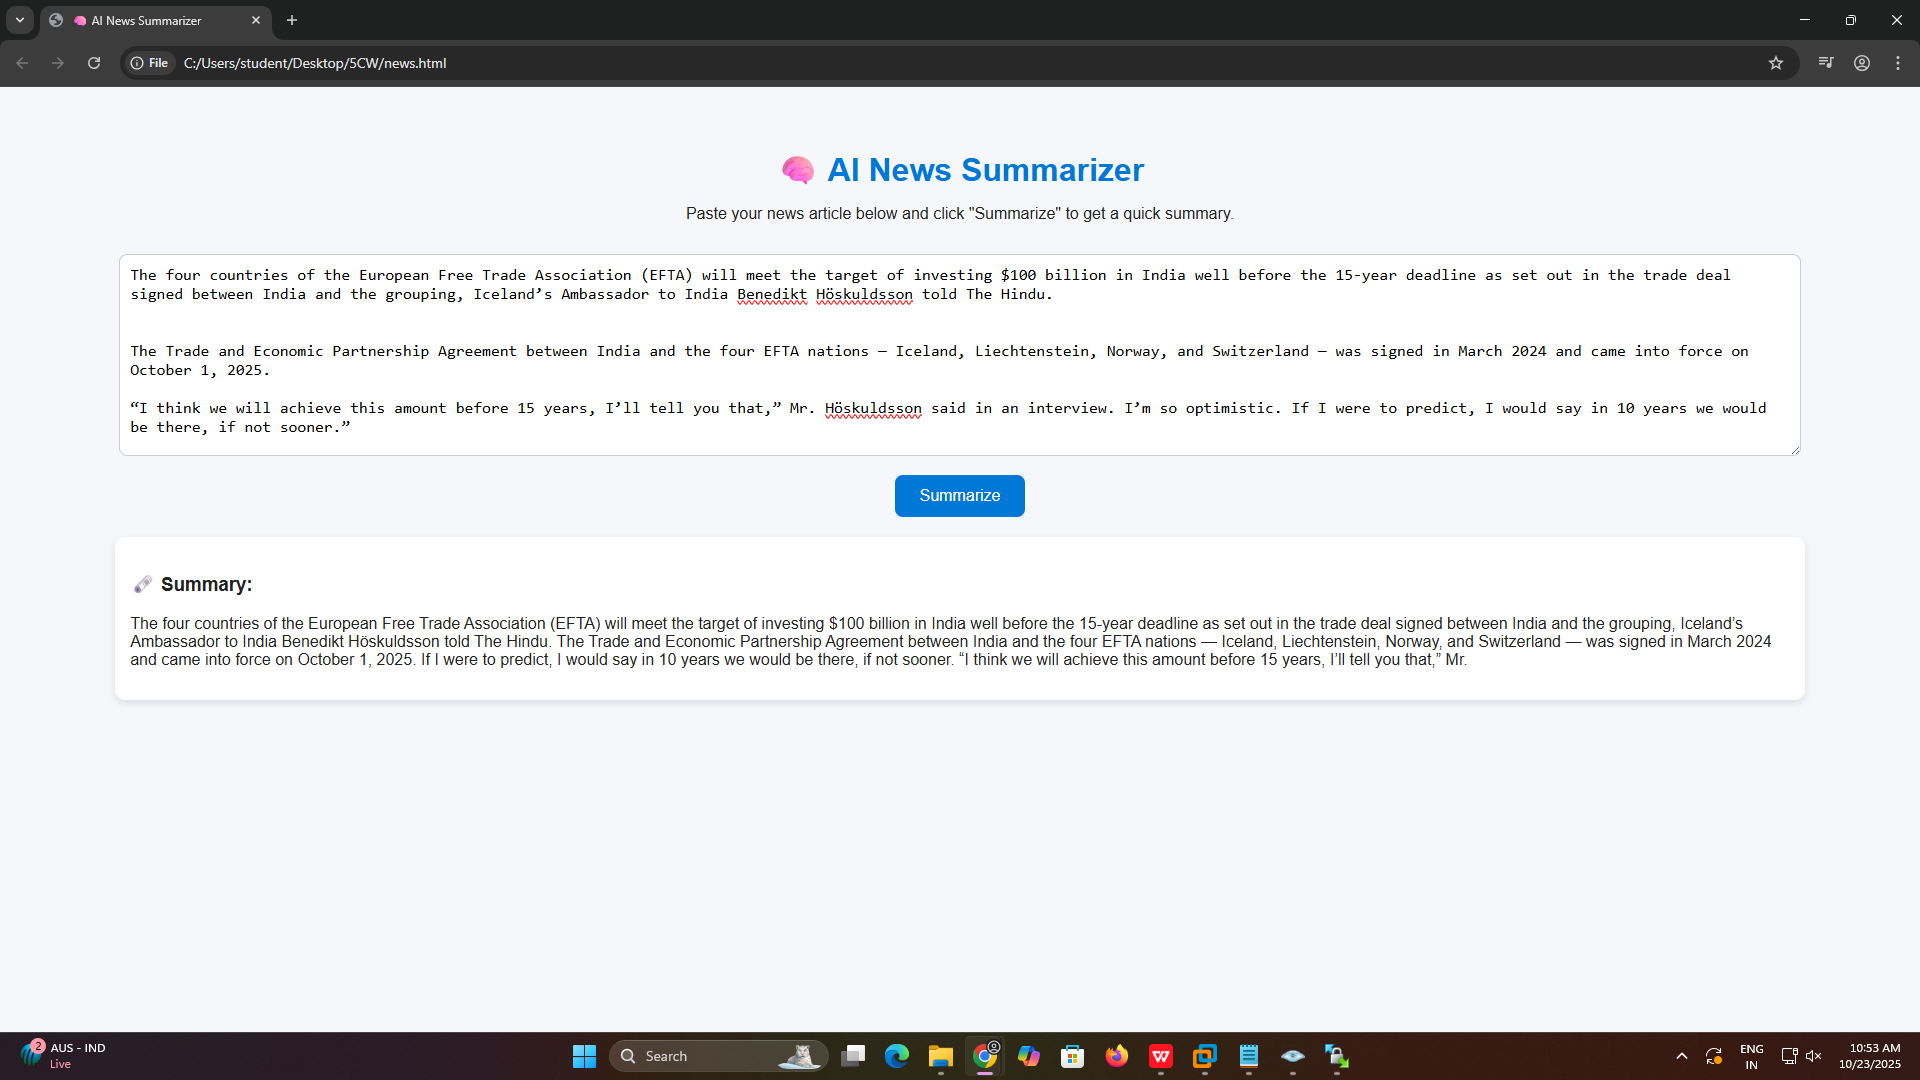 AI News Summarizer
File C:/Users/student/Desktop/5CW/news.html
AI News Summarizer
Paste your news article below and click "Summarize" to get a quick summary.
The four countries of the European Free Trade Association (EFTA) will meet the target of investing $100 billion in India well before the 15-year deadline as set out in the trade deal
signed between India and the grouping, Iceland’s Ambassador to India Benedikt Höskuldsson told The Hindu.
The Trade and Economic Partnership Agreement between India and the four EFTA nations — Iceland, Liechtenstein, Norway, and Switzerland — was signed in March 2024 and came into force on
October 1, 2025.
“I think we will achieve this amount before 15 years, I’ll tell you that,” Mr. Höskuldsson said in an interview. I’m so optimistic. If I were to predict, I would say in 10 years we would
be there, if not sooner.”
Summarize
Summary:
The four countries of the European Free Trade Association (EFTA) will meet the target of investing $100 billion in India well before the 15-year deadline as set out in the trade deal signed between India and the grouping, Iceland’s
Ambassador to India Benedikt Höskuldsson told The Hindu. The Trade and Economic Partnership Agreement between India and the four EFTA nations — Iceland, Liechtenstein, Norway, and Switzerland — was signed in March 2024
and came into force on October 1, 2025. If I were to predict, I would say in 10 years we would be there, if not sooner. “I think we will achieve this amount before 15 years, I’ll tell you that,” Mr.
2
AUS - IND
Live
Search
ENG
IN
10:53 AM
10/23/2025